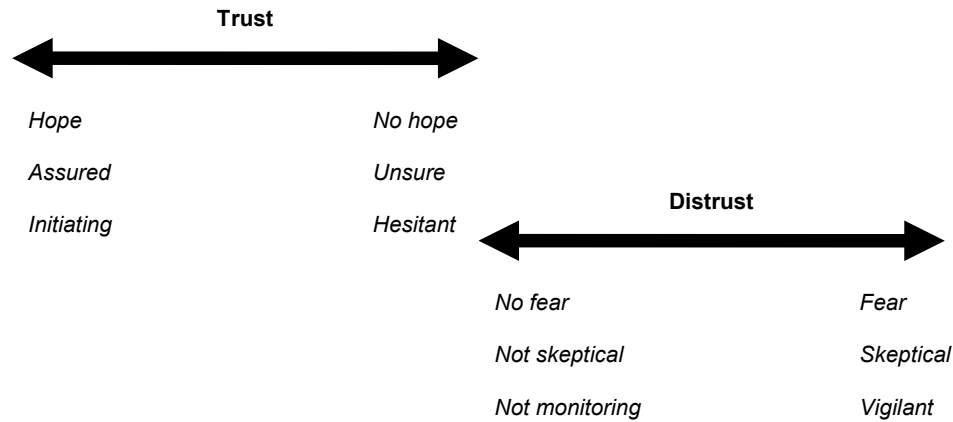 Trust
Hope No hope
Assured Unsure
Initiating Hesitant
Distrust
No fear Fear
Not skeptical Skeptical
Not monitoring Vigilant